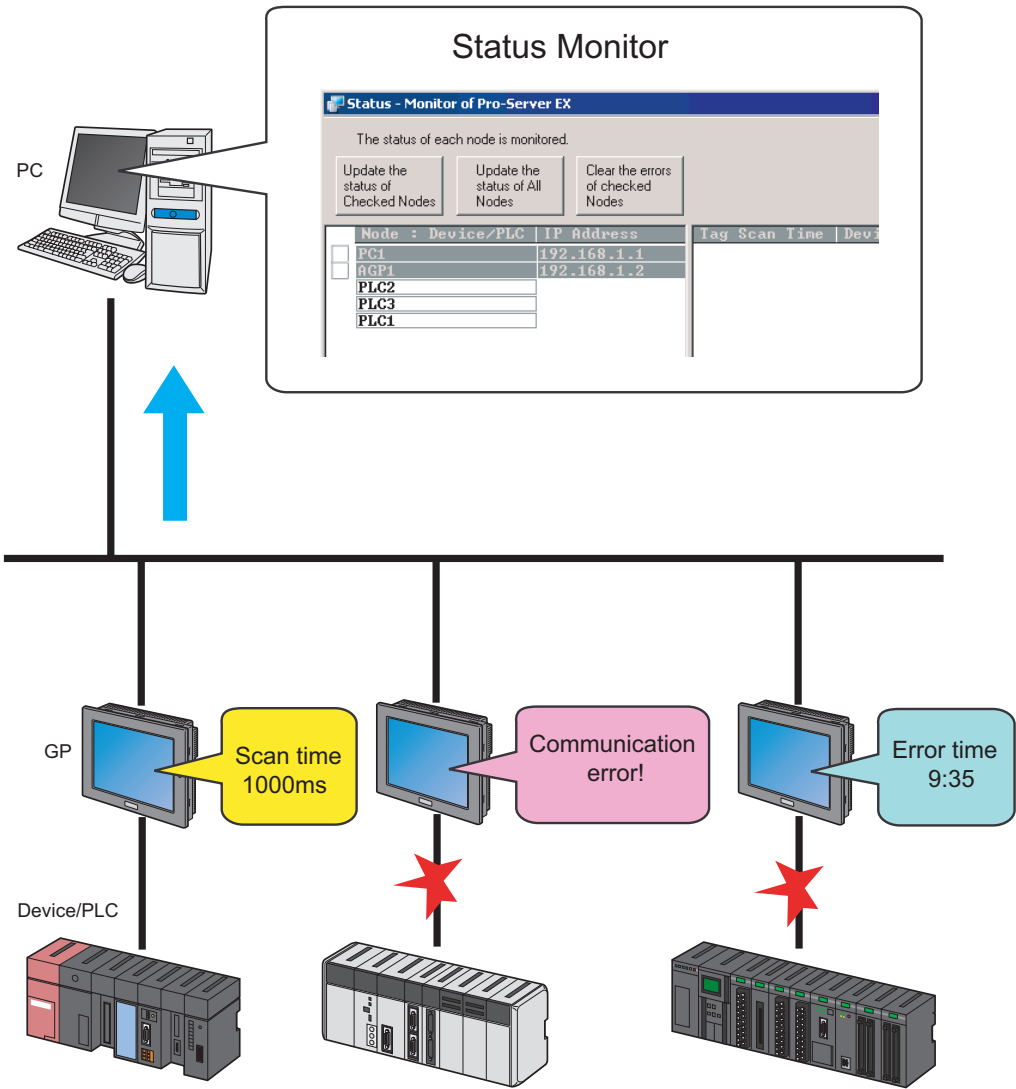 Status Monitor
Status - Monitor of Pro-Server EX
The status of each node is monitored.
Update the
status of
Checked Nodes
Update the
status of All
Nodes
Clear the errors
of checked
Nodes
PC
Node : Device/PLC IP Address Tag Scan Time Devi
PC1 192.168.1.1
AGP1 192.168.1.2
PLC2
PLC3
PLC1
GP
Scan time
1000ms
Communication
error!
Error time
9:35
Device/PLC